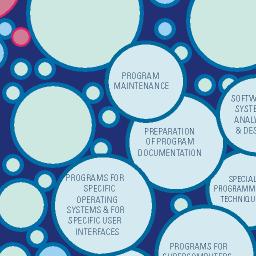 PROGRAM
MAINTENANCE
PREPARATION
OF PROGRAM
DOCUMENTATION
& DES
PROGRAMS FOR
SPECIFIC
OPERATING
SYSTEMS & FOR
SPECIFIC USER
INTERFACES
SOFTW
SYSTE
ANALY
SPECIAL
PROGRAMM
TECHNIQU
PROGRAMS FOR
SUPERCOMPUTERS